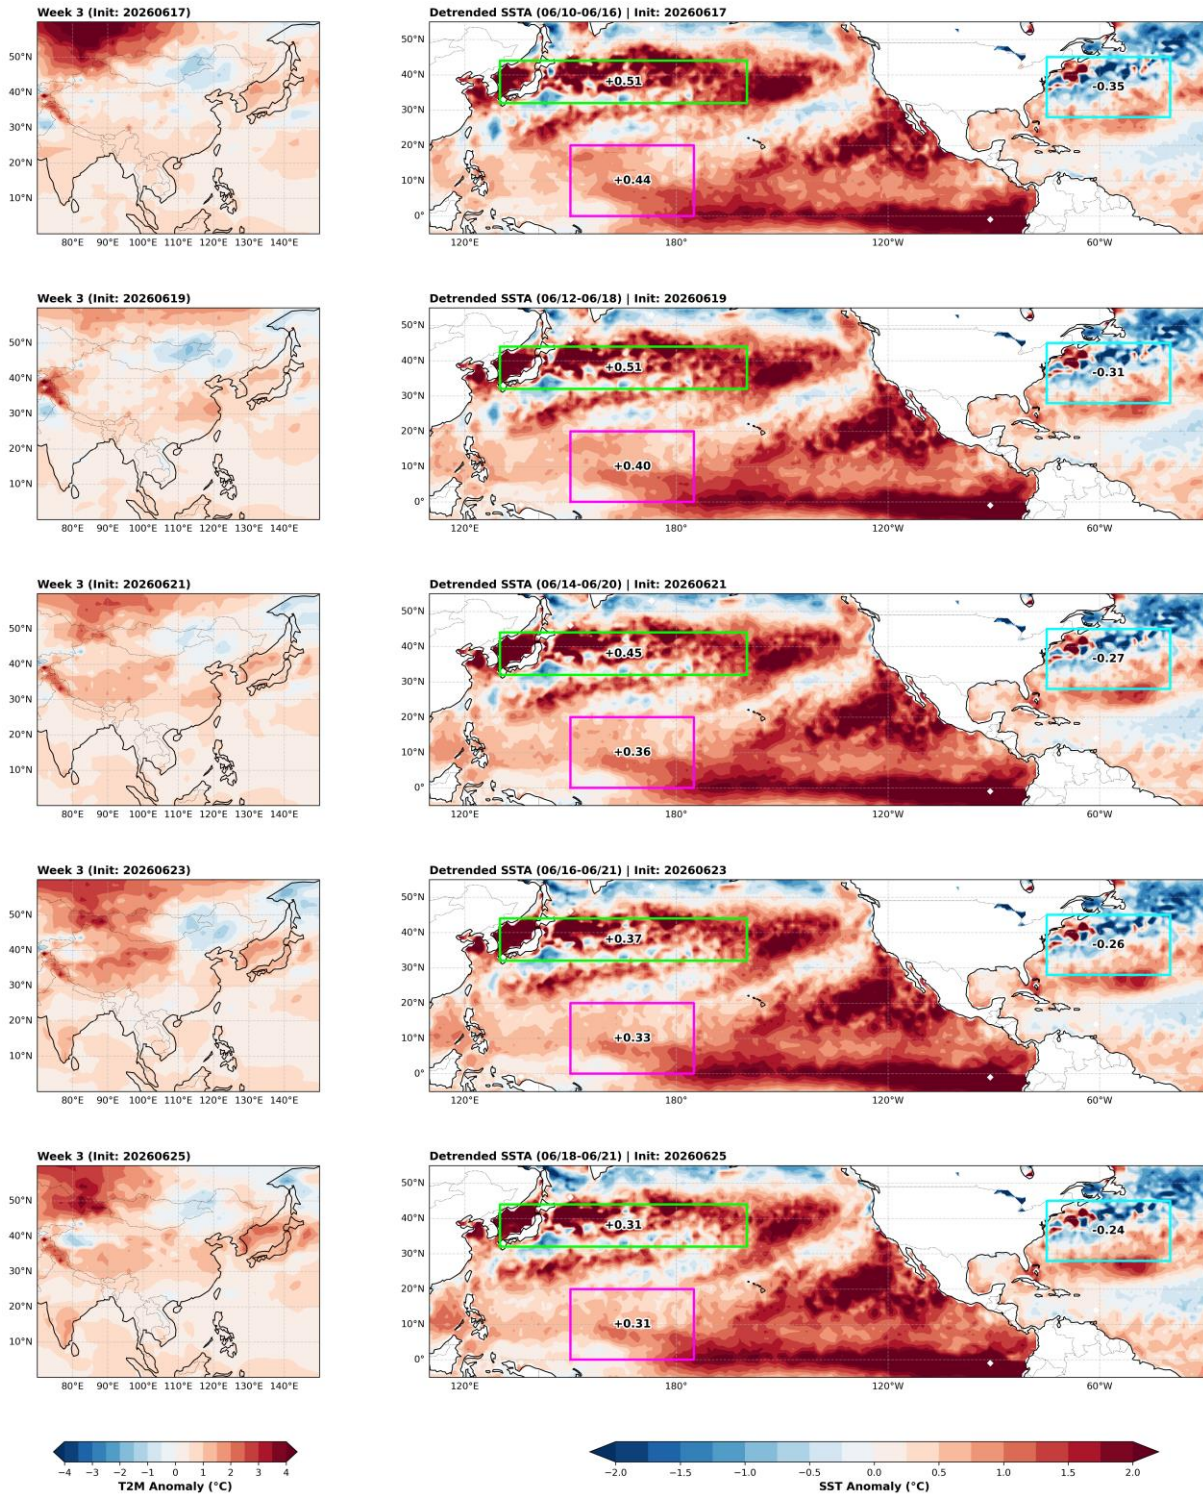 Week 3 (Init: 20260617)
Detrended SSTA (06/10-06/16) | Init: 20260617
50°N
40°N
30°N
20°N
10°N
80°E 90°E 100°E 110°E 120°E 130°E 140°E
50°N
40°N
30°N
20°N
10°N
0°
+0.51
+0.44
-0.35
120°E 180° 120°W 60°W
Week 3 (Init: 20260619)
Detrended SSTA (06/12-06/18) | Init: 20260619
50°N
40°N
30°N
20°N
10°N
80°E 90°E 100°E 110°E 120°E 130°E 140°E
50°N
40°N
30°N
20°N
10°N
0°
+0.51
+0.40
-0.31
120°E 180° 120°W 60°W
Week 3 (Init: 20260621)
Detrended SSTA (06/14-06/20) | Init: 20260621
50°N
40°N
30°N
20°N
10°N
80°E 90°E 100°E 110°E 120°E 130°E 140°E
50°N
40°N
30°N
20°N
10°N
0°
+0.45
+0.36
-0.27
120°E 180° 120°W 60°W
Week 3 (Init: 20260623)
Detrended SSTA (06/16-06/21) | Init: 20260623
50°N
40°N
30°N
20°N
10°N
80°E 90°E 100°E 110°E 120°E 130°E 140°E
50°N
40°N
30°N
20°N
10°N
0°
+0.37
+0.33
-0.26
120°E 180° 120°W 60°W
Week 3 (Init: 20260625)
Detrended SSTA (06/18-06/21) | Init: 20260625
50°N
40°N
30°N
20°N
10°N
80°E 90°E 100°E 110°E 120°E 130°E 140°E
50°N
40°N
30°N
20°N
10°N
0°
+0.31
+0.31
-0.24
120°E 180° 120°W 60°W
−4 −3 −2 −1 0 1 2 3 4
T2M Anomaly (°C)
−2.0 −1.5 −1.0 −0.5 0.0 0.5 1.0 1.5 2.0
SST Anomaly (°C)